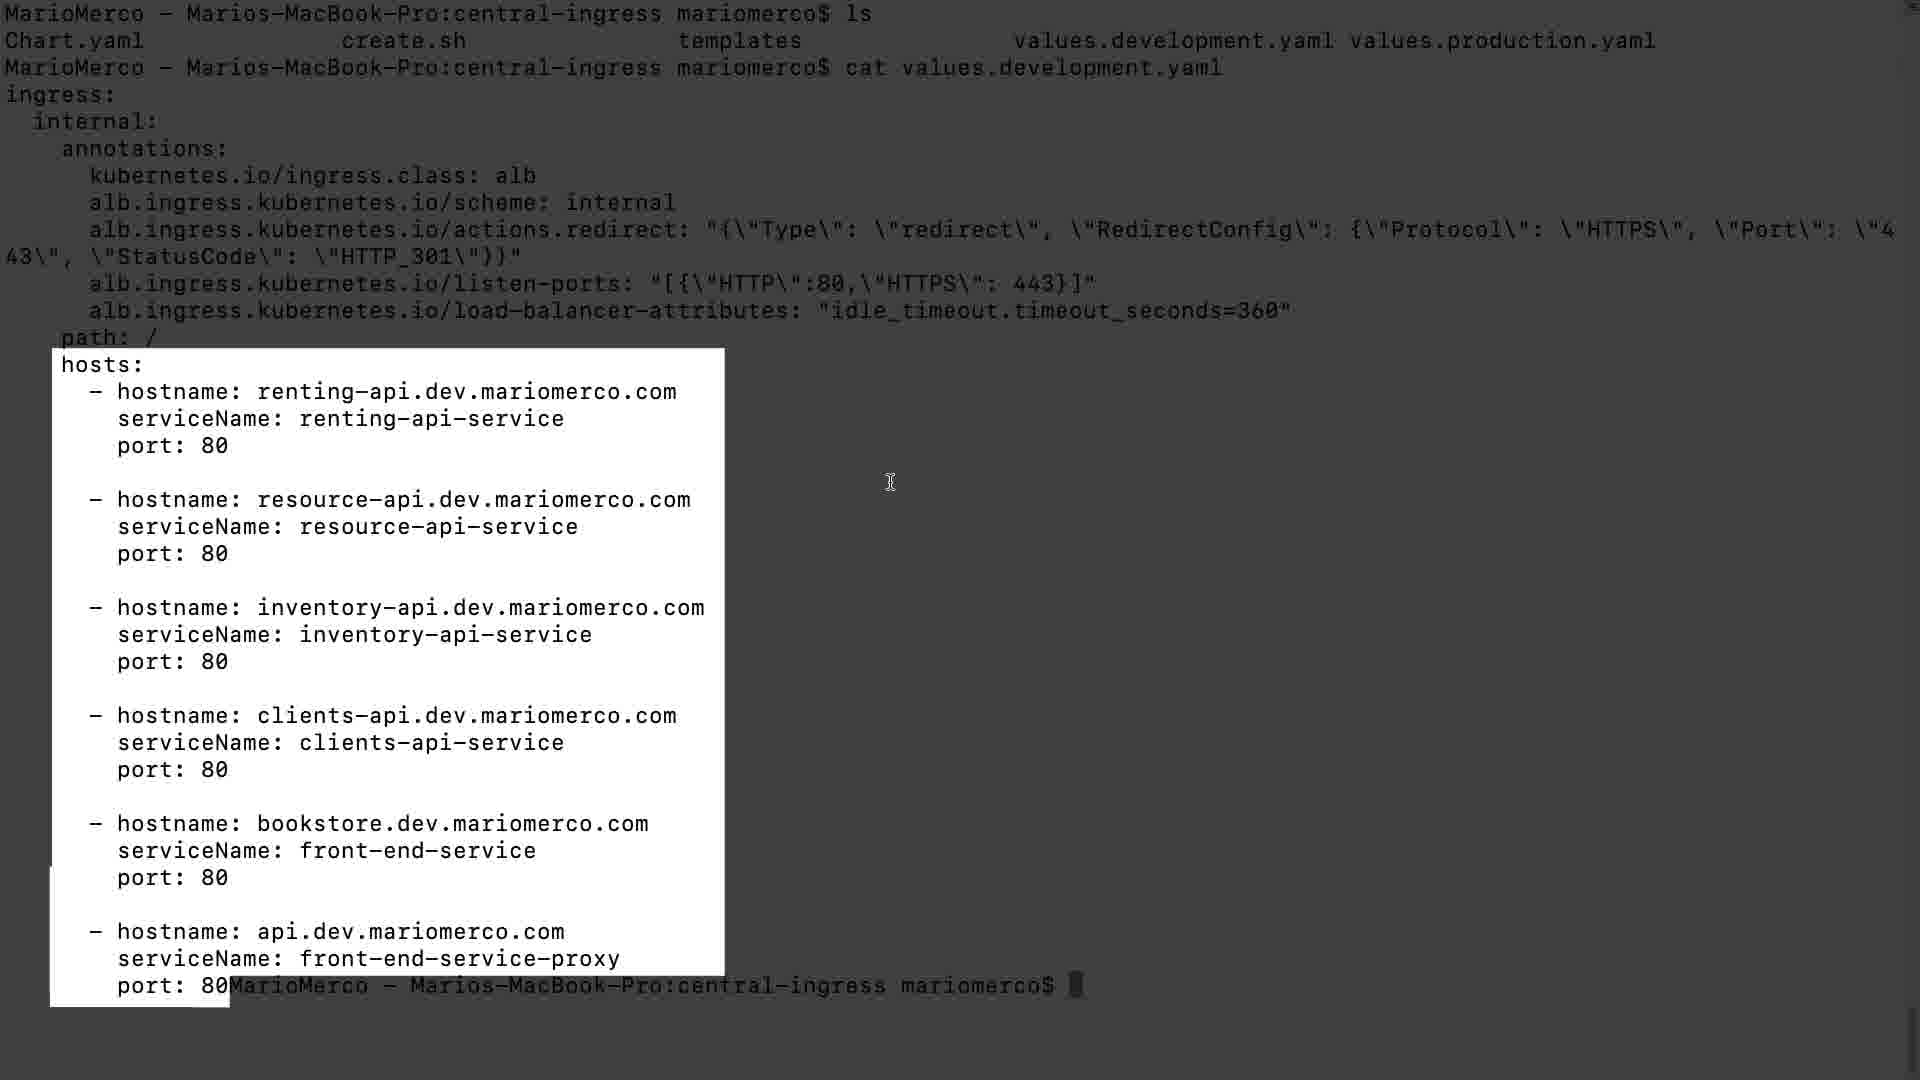 MarioMerco - Marios-MacBook-Pro:central-ingress mariomerco$ ls
Chart.yaml create.sh templates values.development.yaml values.production.yaml
MarioMerco - Marios-MacBook-Pro:central-ingress mariomerco$ cat values.development.yaml
ingress:
  internal:
    annotations:
      kubernetes.io/ingress.class: alb
      alb.ingress.kubernetes.io/scheme: internal
      alb.ingress.kubernetes.io/actions.redirect: "{\"Type\": \"redirect\", \"RedirectConfig\": {\"Protocol\": \"HTTPS\", \"Port\": \"4
43\", \"StatusCode\": \"HTTP_301\"}}"
      alb.ingress.kubernetes.io/listen-ports: "[{\"HTTP\":80,\"HTTPS\": 443}]"
      alb.ingress.kubernetes.io/load-balancer-attributes: "idle_timeout.timeout_seconds=360"
    path: /
    hosts:
      - hostname: renting-api.dev.mariomerco.com
        serviceName: renting-api-service
        port: 80
      - hostname: resource-api.dev.mariomerco.com
        serviceName: resource-api-service
        port: 80
      - hostname: inventory-api.dev.mariomerco.com
        serviceName: inventory-api-service
        port: 80
      - hostname: clients-api.dev.mariomerco.com
        serviceName: clients-api-service
        port: 80
      - hostname: bookstore.dev.mariomerco.com
        serviceName: front-end-service
        port: 80
      - hostname: api.dev.mariomerco.com
        serviceName: front-end-service-proxy
        port: 80MarioMerco - Marios-MacBook-Pro:central-ingress mariomerco$